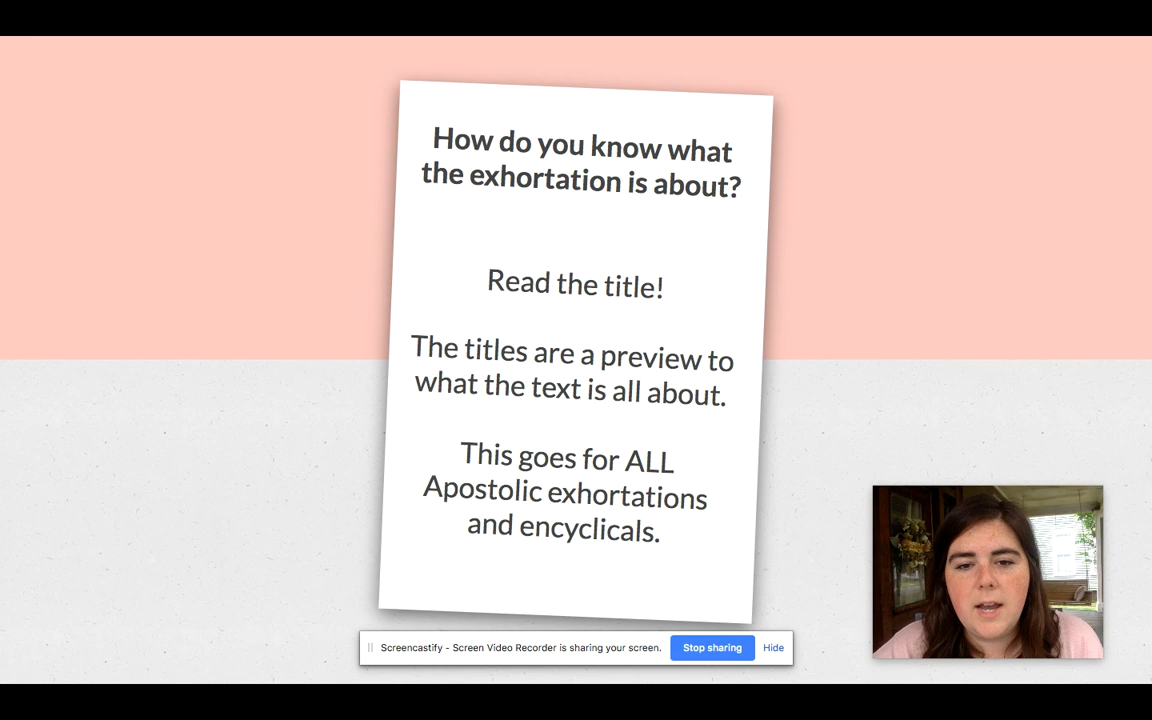 How do you know what
the exhortation is about?
Read the title!
The titles are a preview to
what the text is all about.
This goes for ALL
Apostolic exhortations
and encyclicals.
Screencastify - Screen Video Recorder is sharing your screen. Stop sharing Hide